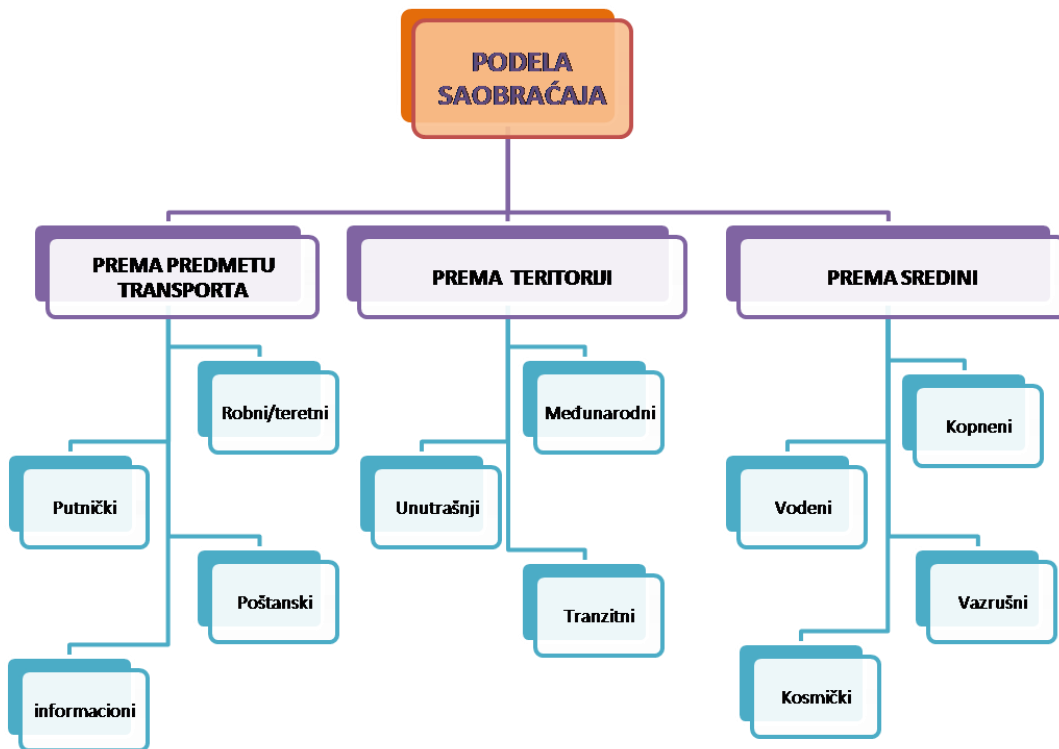 PODELA
SAOBRAĆAJA
PREMA PREDMETU
TRANSPORTA
PREMA TERITORIJI
PREMA SREDINI
Robni/teretni
Putnički
Poštanski
informacioni
Međunarodni
Unutrašnji
Tranzitni
Kopneni
Vodeni
Vazrušni
Kosmički